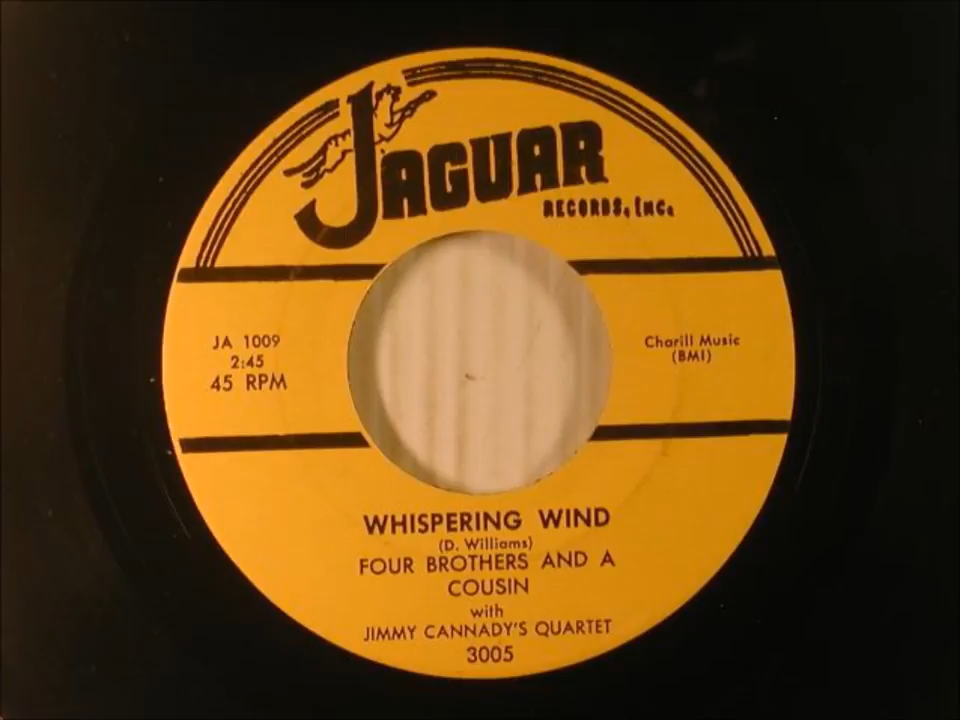 JAGUAR
RECORDS, INC.
JA 1009
2:45
45 RPM
Charill Music
(BMI)
WHISPERING WIND
(D. Williams)
FOUR BROTHERS AND A
COUSIN
with
JIMMY CANNADY'S QUARTET
3005